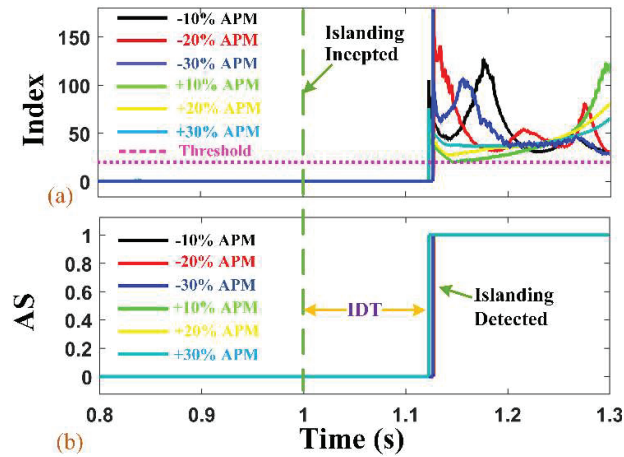 150
100
50
0
Index
(a)
-10% APM
-20% APM
-30% APM
+10% APM
+20% APM
+30% APM
Threshold
Islanding
Incepted
1
0.8
0.6
0.4
0.2
0
AS
(b)
-10% APM
-20% APM
-30% APM
+10% APM
+20% APM
+30% APM
IDT
Islanding
Detected
0.8 0.9 1 1.1 1.2 1.3
Time (s)